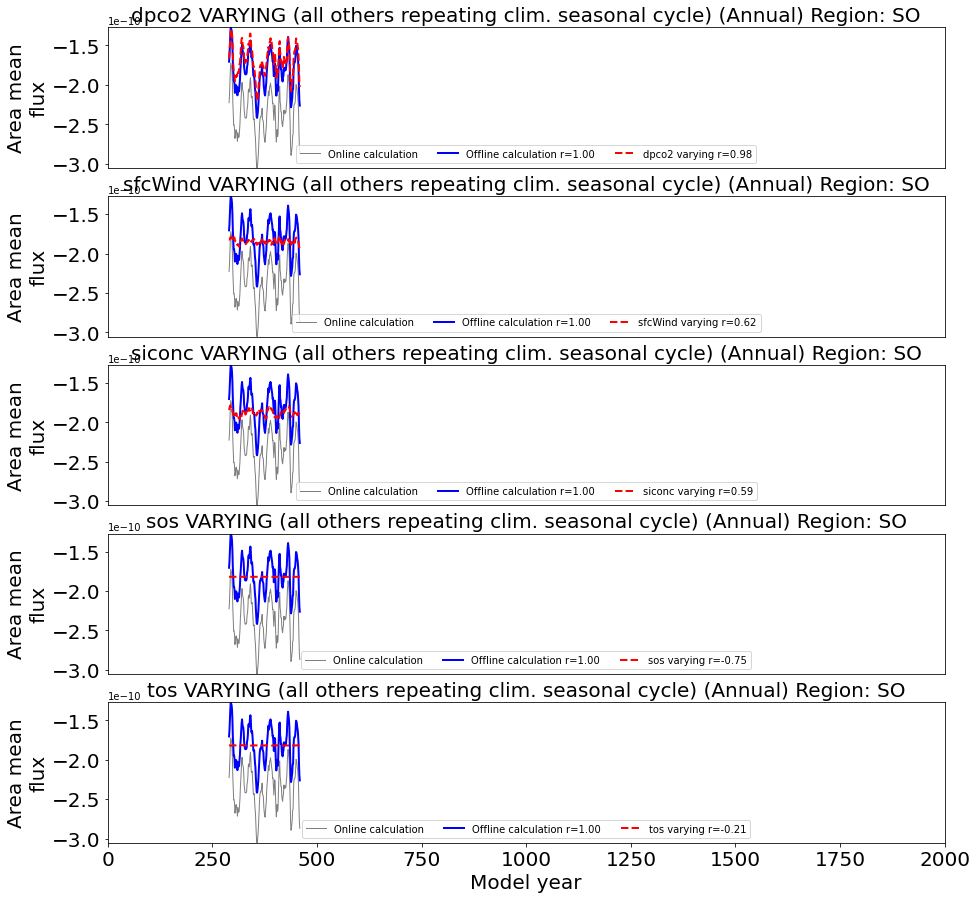 dpco2 VARYING (all others repeating clim. seasonal cycle) (Annual) Region: SO
1e−10
Area mean
flux
−1.5
−2.0
−2.5
−3.0
Online calculation
Offline calculation r=1.00
dpco2 varying r=0.98
sfcWind VARYING (all others repeating clim. seasonal cycle) (Annual) Region: SO
1e−10
Area mean
flux
−1.5
−2.0
−2.5
−3.0
Online calculation
Offline calculation r=1.00
sfcWind varying r=0.62
siconc VARYING (all others repeating clim. seasonal cycle) (Annual) Region: SO
1e−10
Area mean
flux
−1.5
−2.0
−2.5
−3.0
Online calculation
Offline calculation r=1.00
siconc varying r=0.59
sos VARYING (all others repeating clim. seasonal cycle) (Annual) Region: SO
1e−10
Area mean
flux
−1.5
−2.0
−2.5
−3.0
Online calculation
Offline calculation r=1.00
sos varying r=-0.75
tos VARYING (all others repeating clim. seasonal cycle) (Annual) Region: SO
1e−10
Area mean
flux
−1.5
−2.0
−2.5
−3.0
Online calculation
Offline calculation r=1.00
tos varying r=-0.21
0 250 500 750 1000 1250 1500 1750 2000
Model year